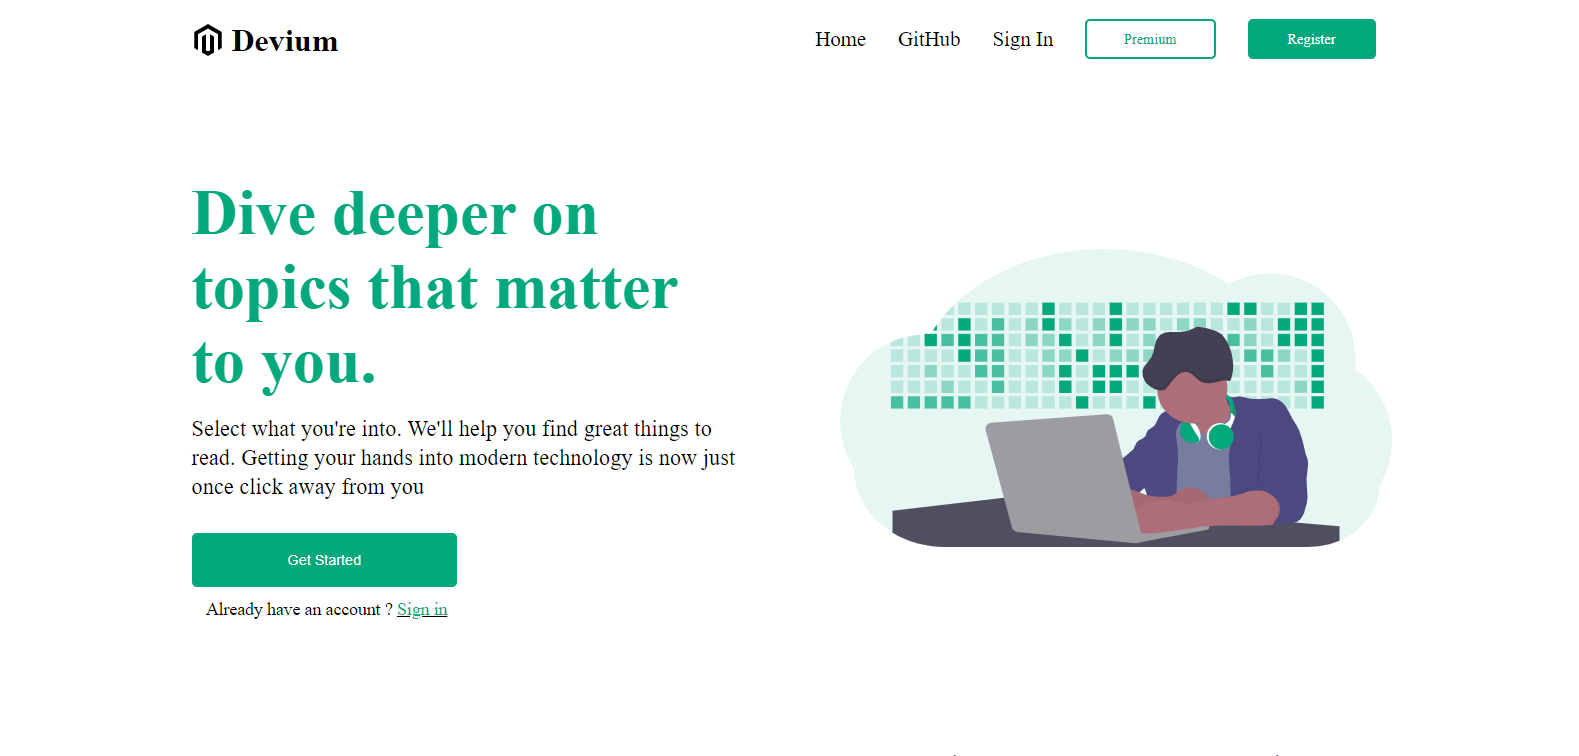 Devium
Home
GitHub
Sign In
Premium
Register
Dive deeper on
topics that matter
to you.
Select what you're into. We'll help you find great things to
read. Getting your hands into modern technology is now just
once click away from you
Get Started
Already have an account ? Sign in